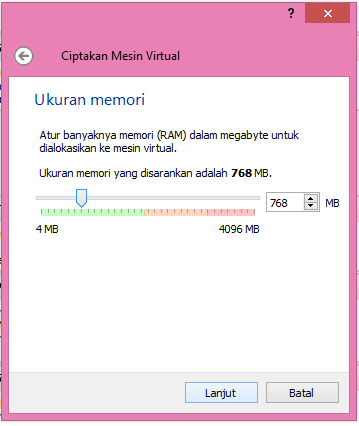 ?
Ciptakan Mesin Virtual
Ukuran memori
Atur banyaknya memori (RAM) dalam megabyte untuk
dialokasikan ke mesin virtual.
Ukuran memori yang disarankan adalah 768 MB.
768 MB
4 MB 4096 MB
Lanjut Batal